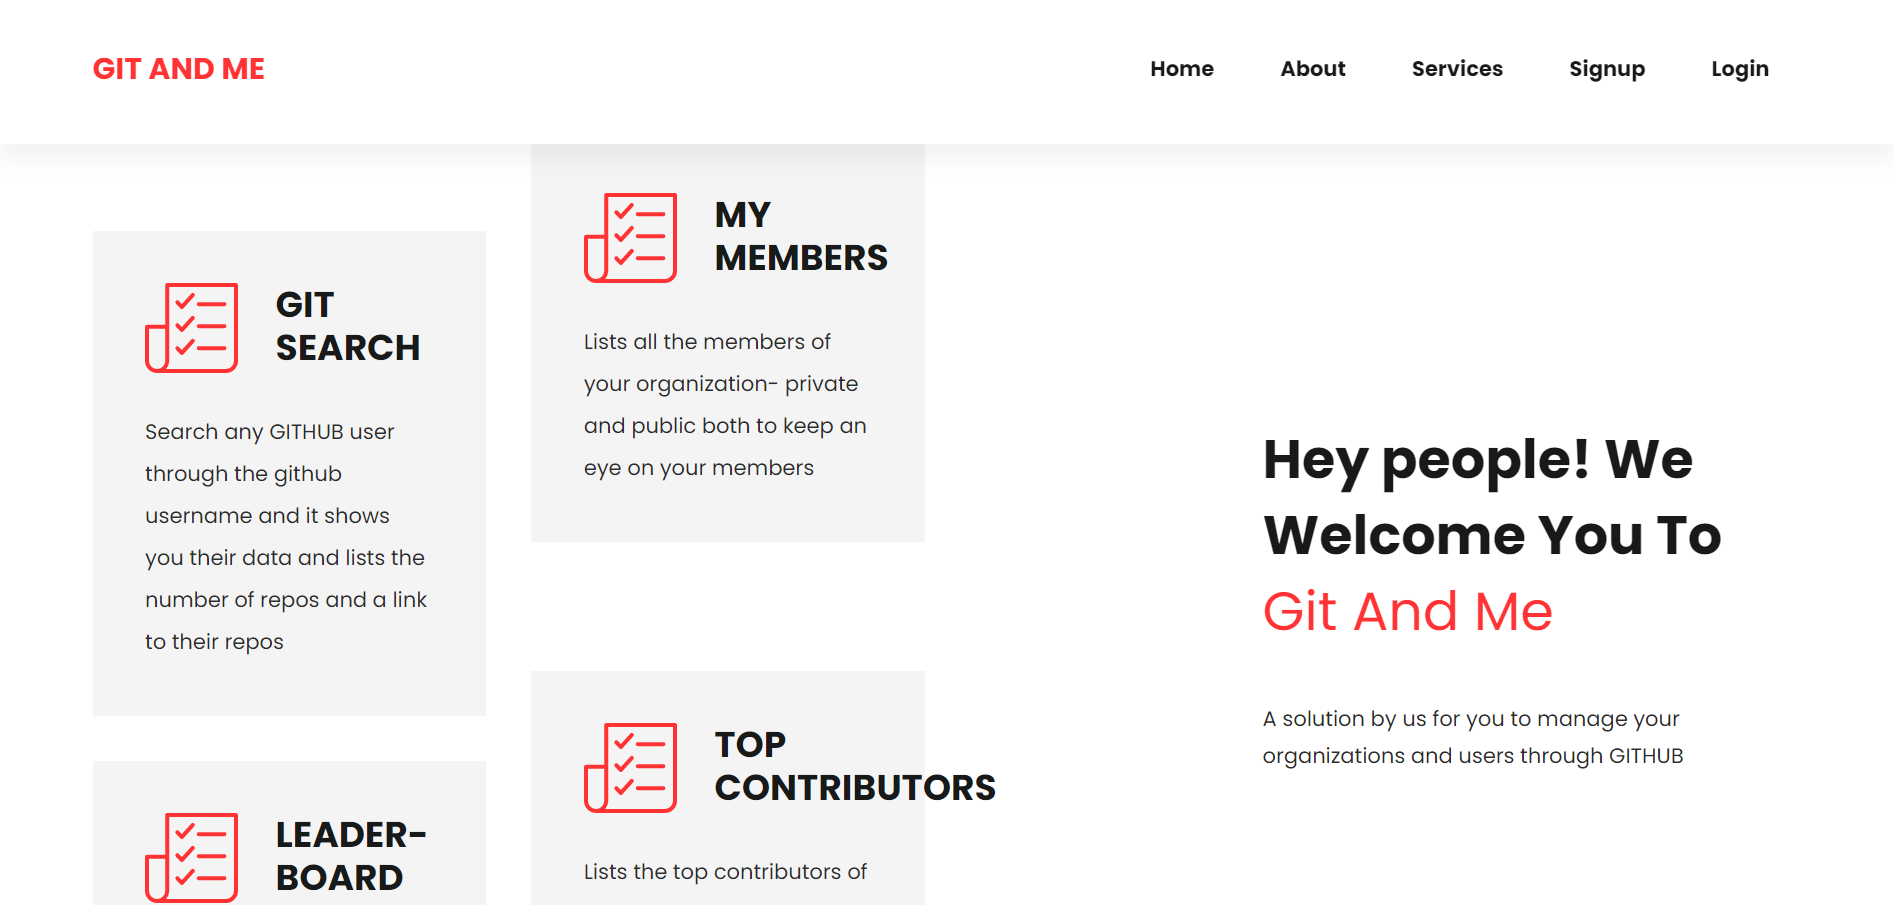 GIT AND ME
Home
About
Services
Signup
Login
GIT
SEARCH
Search any GITHUB user
through the github
username and it shows
you their data and lists the
number of repos and a link
to their repos
LEADER-
BOARD
MY
MEMBERS
Lists all the members of
your organization- private
and public both to keep an
eye on your members
TOP
CONTRIBUTORS
Lists the top contributors of
Hey people! We
Welcome You To
Git And Me
A solution by us for you to manage your
organizations and users through GITHUB